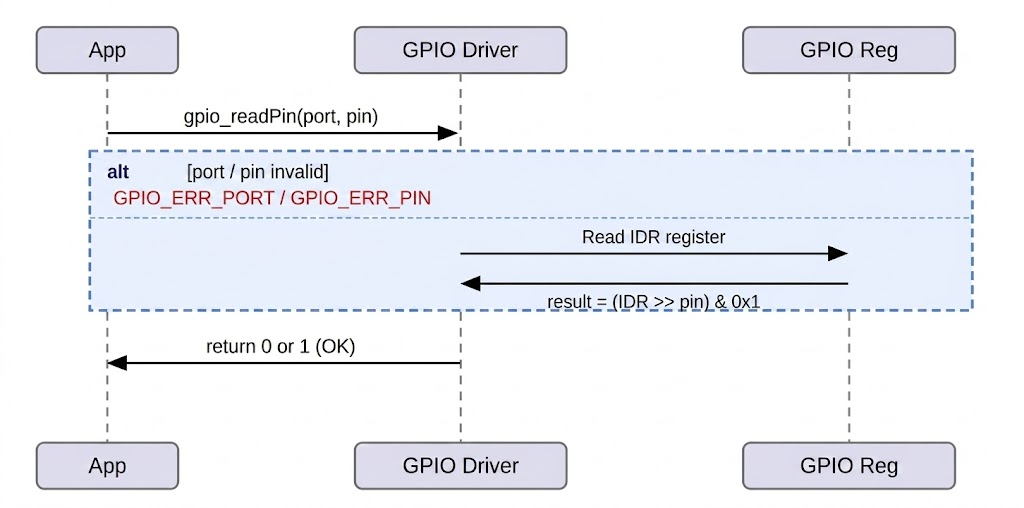 App
GPIO Driver
GPIO Reg
gpio_readPin(port, pin)
alt [port / pin invalid]
GPIO_ERR_PORT / GPIO_ERR_PIN
Read IDR register
result = (IDR >> pin) & 0x1
return 0 or 1 (OK)
App
GPIO Driver
GPIO Reg